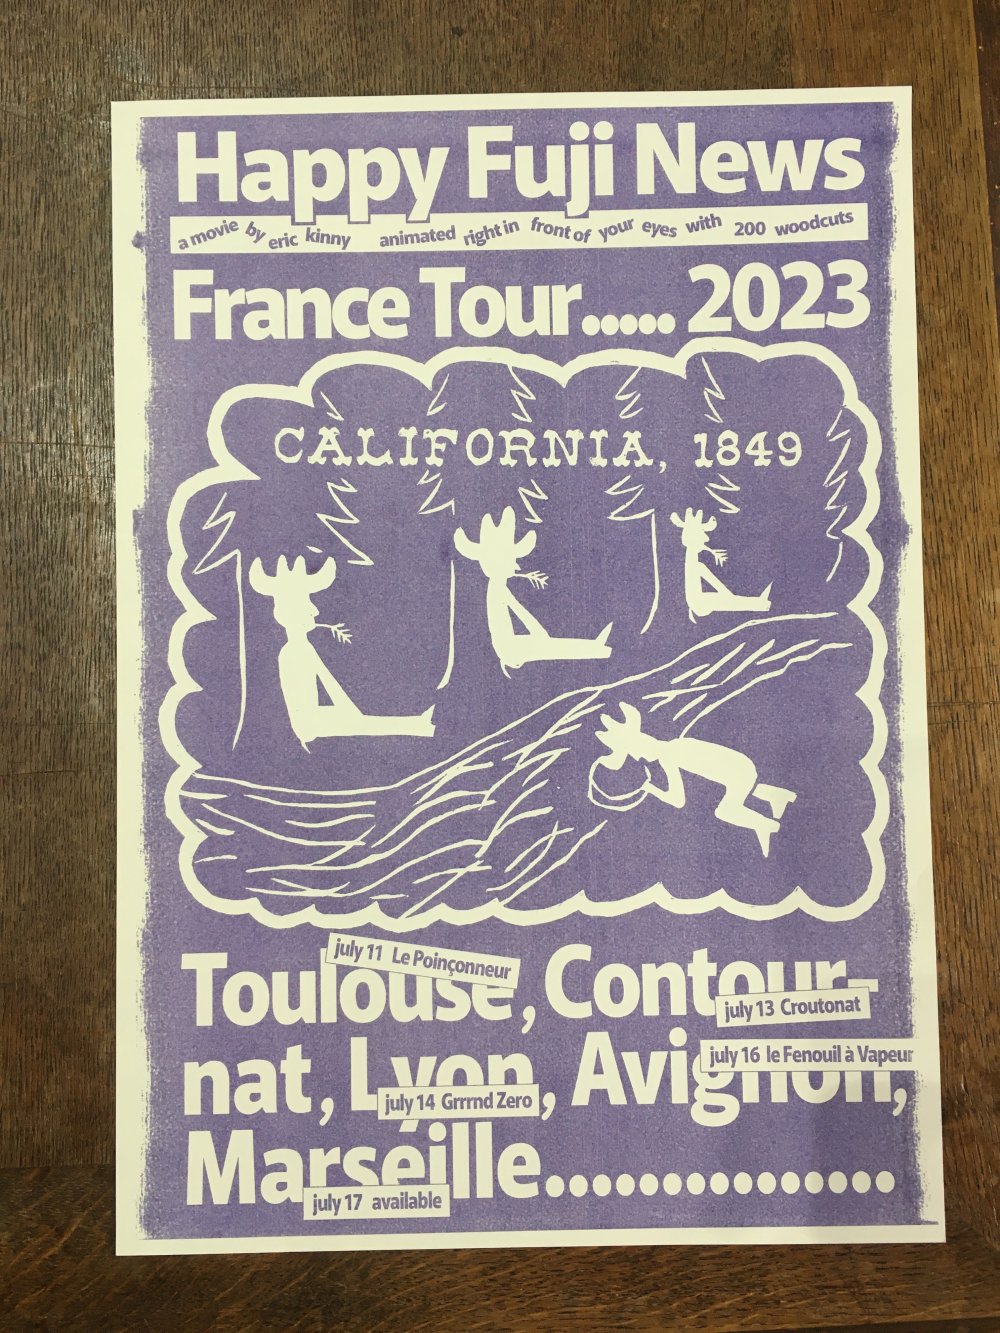 Happy Fuji News
a movie by eric kinny animated right in front of your eyes with 200 woodcuts
France Tour..... 2023
CALIFORNIA, 1849
july 11 Le Poinçonneur
Toulouse, Contour-
july 13 Croutonat
july 16 le Fenouil à Vapeur
nat, Lyon, Avignon,
july 14 Grrrnd Zero
Marseille...............
july 17 available